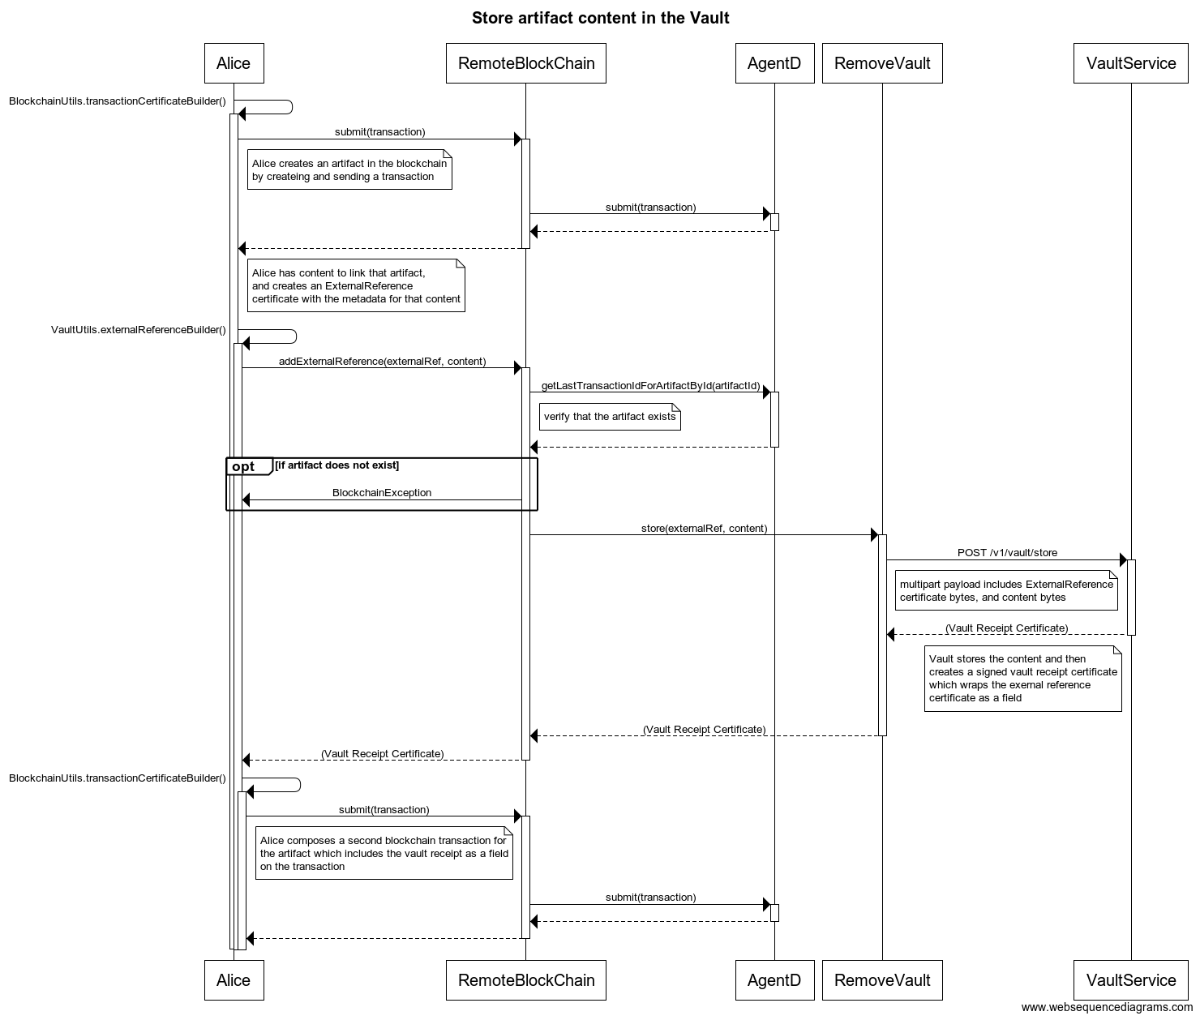 Store artifact content in the Vault
Alice
RemoteBlockChain
AgentD
RemoveVault
VaultService
BlockchainUtils.transactionCertificateBuilder()
submit(transaction)
Alice creates an artifact in the blockchain
by createing and sending a transaction
submit(transaction)
Alice has content to link that artifact,
and creates an ExternalReference
certificate with the metadata for that content
VaultUtils.externalReferenceBuilder()
addExternalReference(externalRef, content)
getLastTransactionIdForArtifactById(artifactId)
verify that the artifact exists
opt
[if artifact does not exist]
BlockchainException
store(externalRef, content)
POST /v1/vault/store
multipart payload includes ExternalReference
certificate bytes, and content bytes
(Vault Receipt Certificate)
Vault stores the content and then
creates a signed vault receipt certificate
which wraps the exernal reference
certificate as a field
(Vault Receipt Certificate)
(Vault Receipt Certificate)
BlockchainUtils.transactionCertificateBuilder()
submit(transaction)
Alice composes a second blockchain transaction for
the artifact which includes the vault receipt as a field
on the transaction
submit(transaction)
Alice
RemoteBlockChain
AgentD
RemoveVault
VaultService
www.websequencediagrams.com